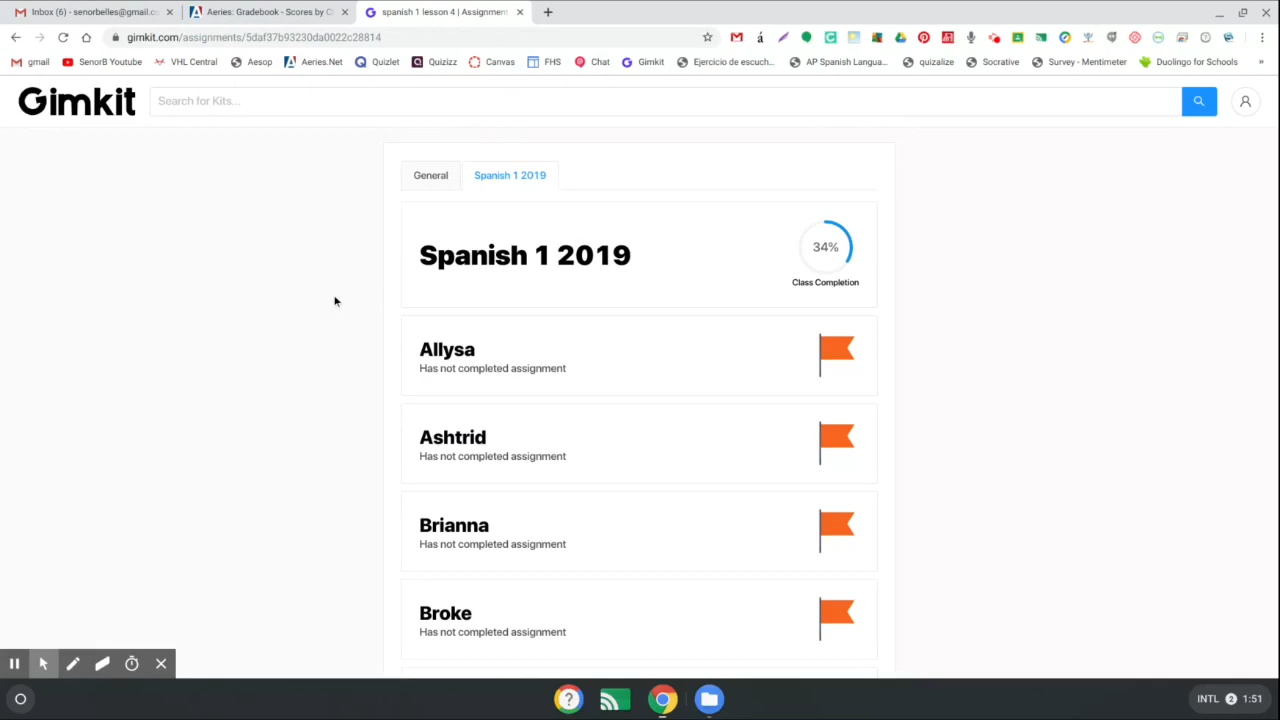 Inbox (6) - senorbelles@gmail.co
Aeries: Gradebook - Scores by C
spanish 1 lesson 4 | Assignmen
gimkit.com/assignments/5daf37b93230da0022c28814
gmail
SenorB Youtube
VHL Central
Aesop
Aeries.Net
Quizlet
Quizizz
Canvas
FHS
Chat
Gimkit
Ejercicio de escuch...
AP Spanish Langua...
quizalize
Socrative
Survey - Mentimeter
Duolingo for Schools
»
Gimkit
Search for Kits...
General
Spanish 1 2019
Spanish 1 2019
34%
Class Completion
Allysa
Has not completed assignment
Ashtrid
Has not completed assignment
Brianna
Has not completed assignment
Broke
Has not completed assignment
INTL 2 1:51